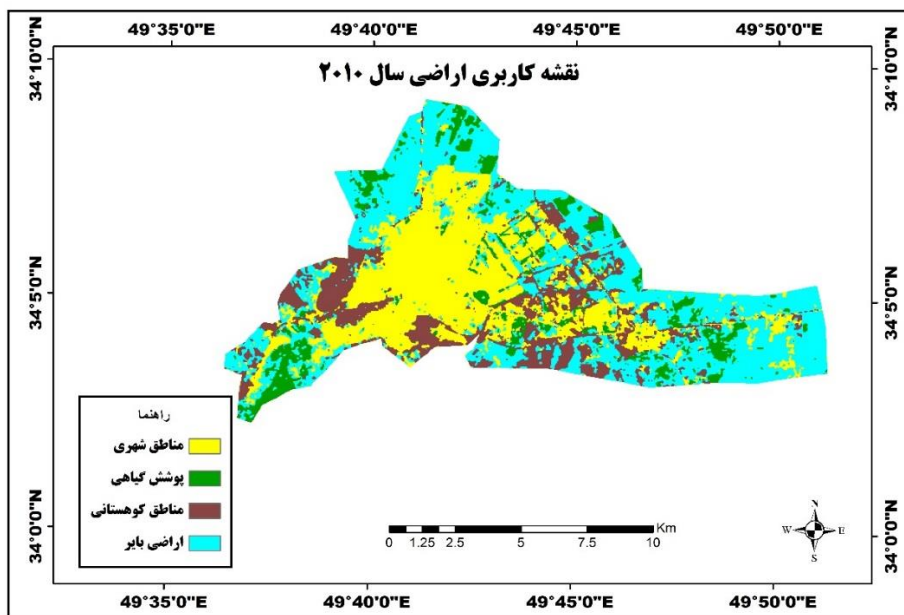 49°35'0"E 49°40'0"E 49°45'0"E 49°50'0"E
نقشه کاربری اراضی سال ۲۰۱۰
34°10'0"N 34°10'0"N
34°5'0"N 34°5'0"N
34°0'0"N 34°0'0"N
راهنما
مناطق شهری
پوشش گیاهی
مناطق کوهستانی
اراضی بایر
Km
0 1.25 2.5 5 7.5 10
N
W E
S
49°35'0"E 49°40'0"E 49°45'0"E 49°50'0"E